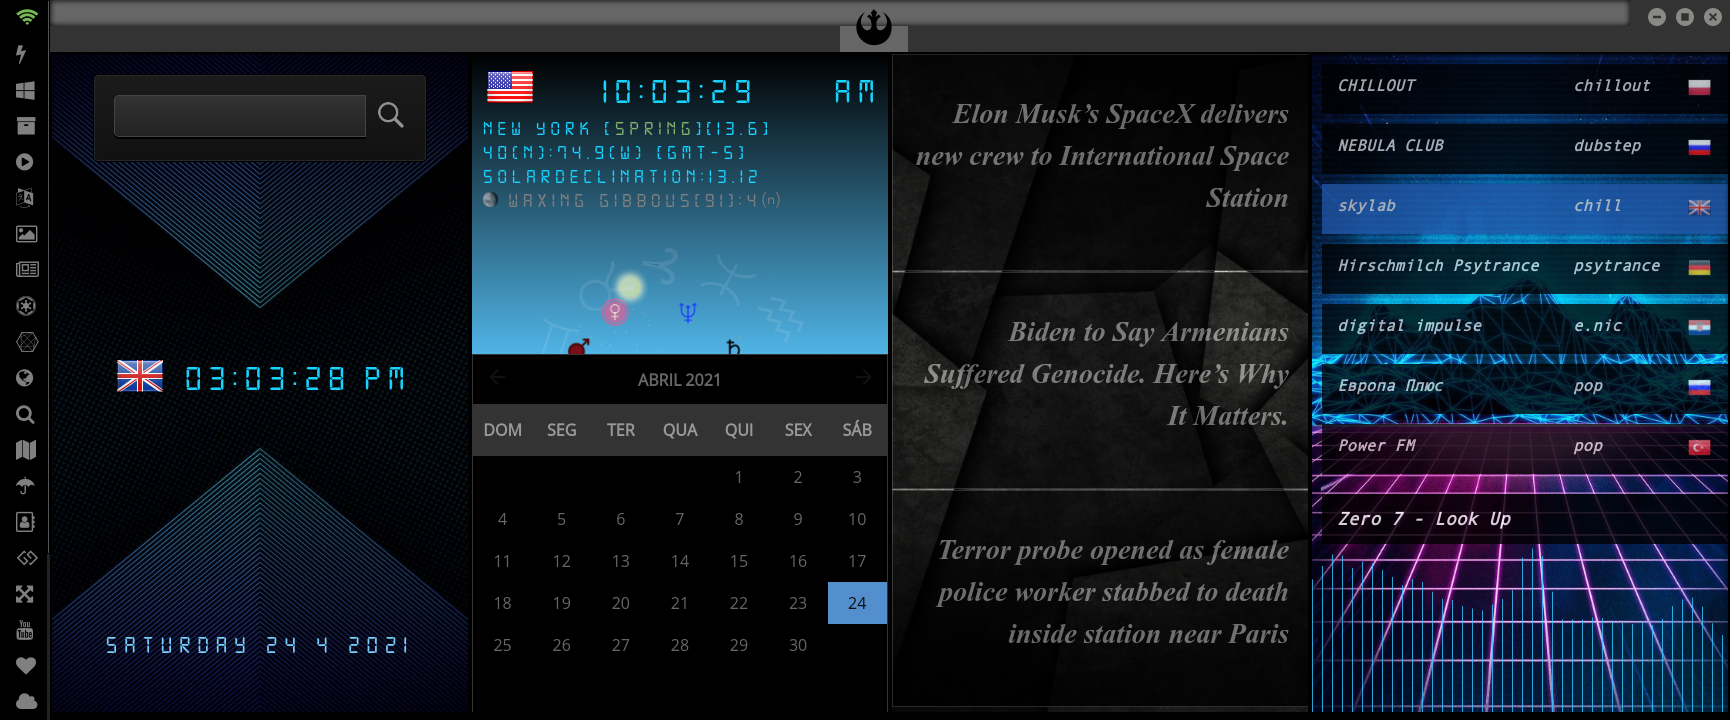 03:03:28 PM
SATURDAY 24 4 2021
10:03:29 AM
NEW YORK [SPRING][13.6]
40(N):74.9(W) [GMT-5]
SOLARDECLINATION:13.12
WAXING GIBBOUS[91]:4(n)
ABRIL 2021
DOM SEG TER QUA QUI SEX SÁB
1 2 3
4 5 6 7 8 9 10
11 12 13 14 15 16 17
18 19 20 21 22 23 24
25 26 27 28 29 30
Elon Musk’s SpaceX delivers
new crew to International Space
Station
Biden to Say Armenians
Suffered Genocide. Here’s Why
It Matters.
Terror probe opened as female
police worker stabbed to death
inside station near Paris
CHILLOUT chillout
NEBULA CLUB dubstep
skylab chill
Hirschmilch Psytrance psytrance
digital impulse e.nic
Европа Плюс pop
Power FM pop
Zero 7 - Look Up
You
Tube